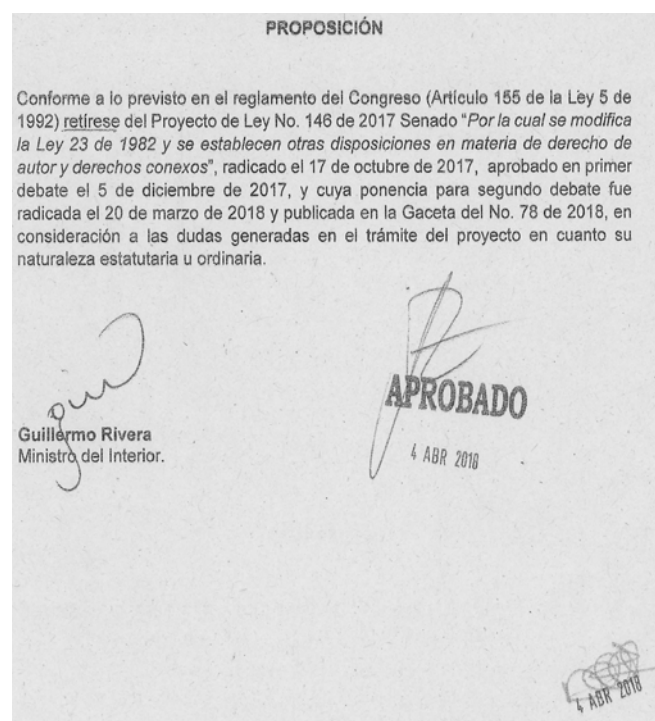 PROPOSICIÓN
Conforme a lo previsto en el reglamento del Congreso (Artículo 155 de la Ley 5 de
1992) retírese del Proyecto de Ley No. 146 de 2017 Senado "Por la cual se modifica
la Ley 23 de 1982 y se establecen otras disposiciones en materia de derecho de
autor y derechos conexos", radicado el 17 de octubre de 2017, aprobado en primer
debate el 5 de diciembre de 2017, y cuya ponencia para segundo debate fue
radicada el 20 de marzo de 2018 y publicada en la Gaceta del No. 78 de 2018, en
consideración a las dudas generadas en el trámite del proyecto en cuanto su
naturaleza estatutaria u ordinaria.
APROBADO
4 ABR 2018
Guillermo Rivera
Ministro del Interior.
4 ABR 2018